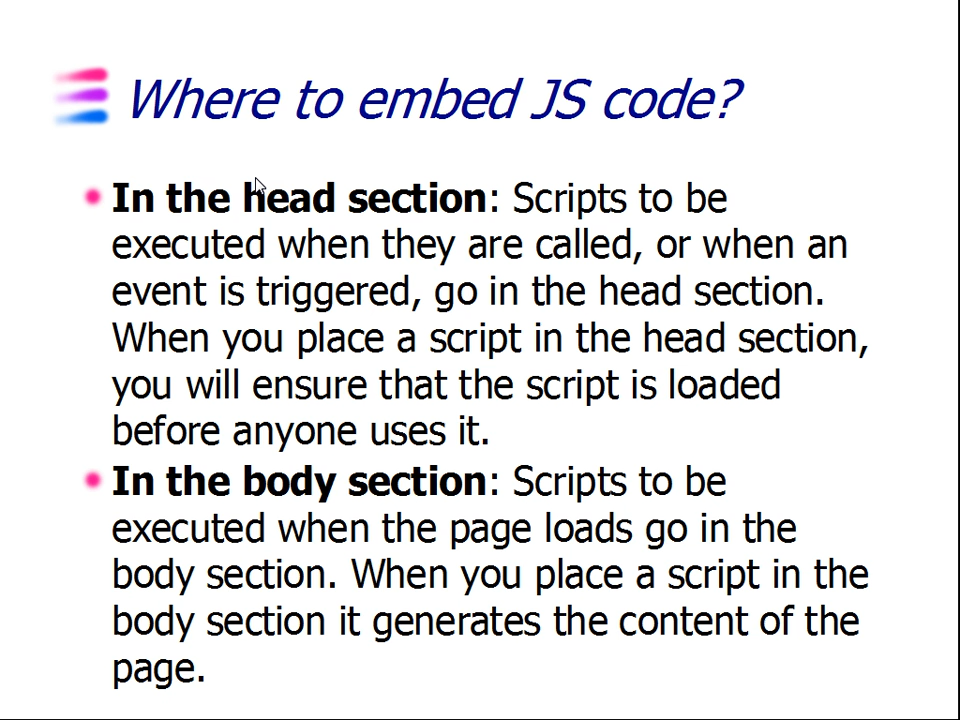 Where to embed JS code?
In the head section: Scripts to be
executed when they are called, or when an
event is triggered, go in the head section.
When you place a script in the head section,
you will ensure that the script is loaded
before anyone uses it.
In the body section: Scripts to be
executed when the page loads go in the
body section. When you place a script in the
body section it generates the content of the
page.